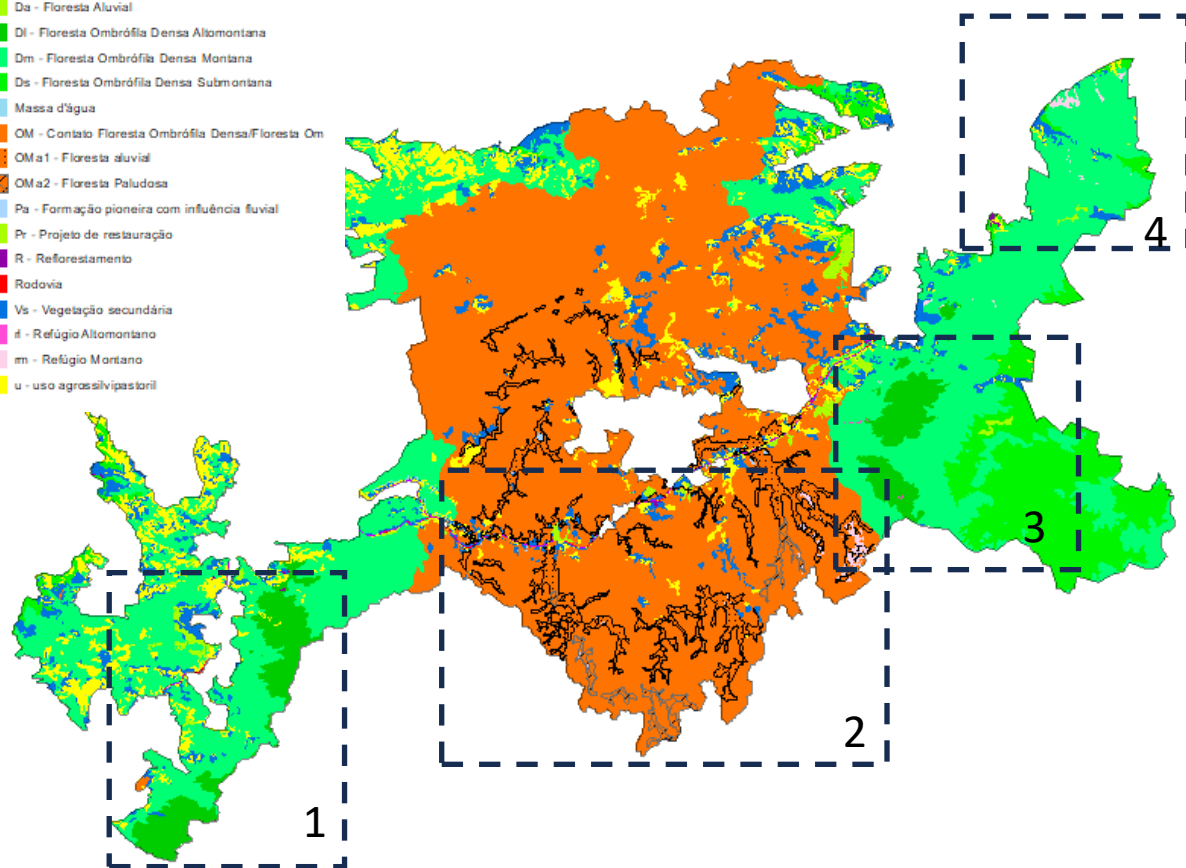 Da - Floresta Aluvial
Dl - Floresta Ombrófila Densa Altomontana
Dm - Floresta Ombrófila Densa Montana
Ds - Floresta Ombrófila Densa Submontana
Massa d'água
OM - Contato Floresta Ombrófila Densa/Floresta Om
OMa1 - Floresta aluvial
OMa2 - Floresta Paludosa
Pa - Formação pioneira com influência fluvial
Pr - Projeto de restauração
R - Reflorestamento
Rodovia
Vs - Vegetação secundária
rl - Refúgio Altomontano
rm - Refúgio Montano
u - uso agrossilvipastoril
4
3
2
1